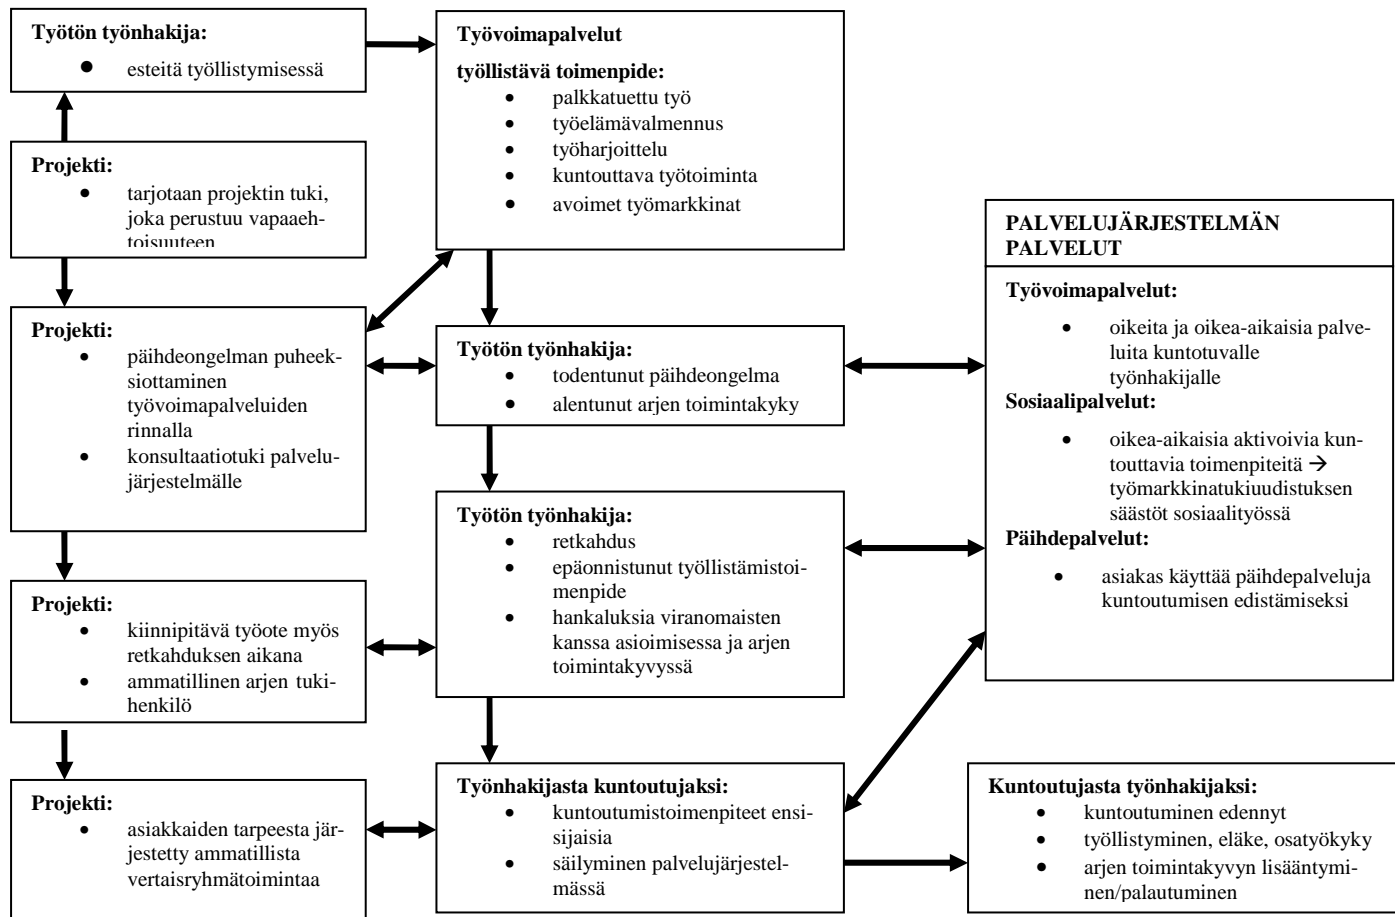 Työtön työnhakija:
• esteitä työllistymisessä
Projekti:
• tarjotaan projektin tuki,
joka perustuu vapaaeh-
toisuuteen
Projekti:
• päihdeongelman puheek-
siottaminen
työvoimapalveluiden
rinnalla
• konsultaatiotuki palvelu-
järjestelmälle
Projekti:
• kiinnipitävä työote myös
retkahduksen aikana
• ammatillinen arjen tuki-
henkilö
Projekti:
• asiakkaiden tarpeesta jär-
jestetty ammatillista
vertaisryhmätoimintaa
Työvoimapalvelut
työllistävä toimenpide:
• palkkatuettu työ
• työelämävalmennus
• työharjoittelu
• kuntouttava työtoiminta
• avoimet työmarkkinat
Työtön työnhakija:
• todentunut päihdeongelma
• alentunut arjen toimintakyky
Työtön työnhakija:
• retkahdus
• epäonnistunut työllistämistoi-
menpide
• hankaluksia viranomaisten
kanssa asioimisessa ja arjen
toimintakyvyssä
Työnhakijasta kuntoutujaksi:
• kuntoutumistoimenpiteet ensi-
sijaisia
• säilyminen palvelujärjestel-
mässä
PALVELUJÄRJESTELMÄN
PALVELUT
Työvoimapalvelut:
• oikeita ja oikea-aikaisia palve-
luita kuntotuvalle
työnhakijalle
Sosiaalipalvelut:
• oikea-aikaisia aktivoivia kun-
touttavia toimenpiteitä →
työmarkkinatukiuudistuksen
säästöt sosiaalityössä
Päihdepalvelut:
• asiakas käyttää päihdepalveluja
kuntoutumisen edistämiseksi
Kuntoutujasta työnhakijaksi:
• kuntoutuminen edennyt
• työllistyminen, eläke, osatyökyky
• arjen toimintakyvyn lisääntymi-
nen/palautuminen